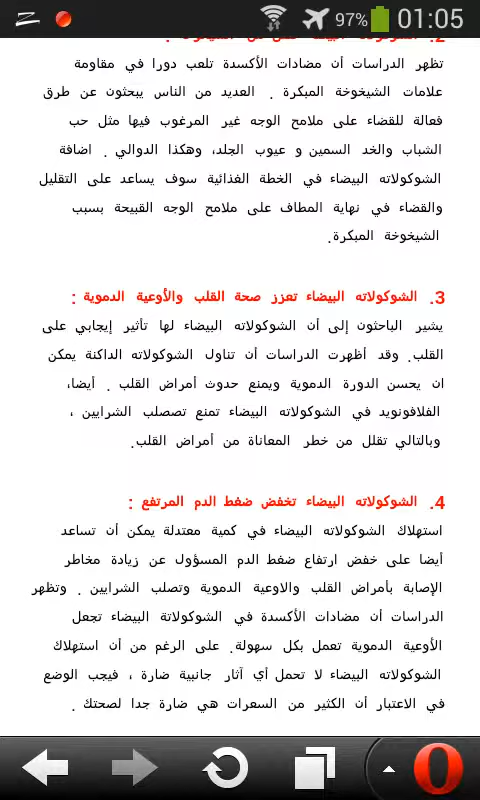 97% 01:05
2. الشوكولاته البيضاء
تظهر الدراسات أن مضادات الأكسدة تلعب دورا في مقاومة
علامات الشيخوخة المبكرة . العديد من الناس يبحثون عن طرق
فعالة للقضاء على ملامح الوجه غير المرغوب فيها مثل حب
الشباب والخد السمين و عيوب الجلد، وهكذا الدوالي . اضافة
الشوكولاته البيضاء في الخطة الغذائية سوف يساعد على التقليل
والقضاء في نهاية المطاف على ملامح الوجه القبيحة بسبب
الشيخوخة المبكرة.
3. الشوكولاته البيضاء تعزز صحة القلب والأوعية الدموية :
يشير الباحثون إلى أن الشوكولاته البيضاء لها تأثير إيجابي على
القلب. وقد أظهرت الدراسات أن تناول الشوكولاته الداكنة يمكن
ان يحسن الدورة الدموية ويمنع حدوث أمراض القلب . أيضا،
الفلافونويد في الشوكولاته البيضاء تمنع تصصلب الشرايين ،
وبالتالي تقلل من خطر المعاناة من أمراض القلب.
4. الشوكولاته البيضاء تخفض ضغط الدم المرتفع :
استهلاك الشوكولاته البيضاء في كمية معتدلة يمكن أن تساعد
أيضا على خفض ارتفاع ضغط الدم المسؤول عن زيادة مخاطر
الإصابة بأمراض القلب والاوعية الدموية وتصلب الشرايين . وتظهر
الدراسات أن مضادات الأكسدة في الشوكولاتة البيضاء تجعل
الأوعية الدموية تعمل بكل سهولة. على الرغم من أن استهلاك
الشوكولاته البيضاء لا تحمل أي آثار جانبية ضارة ، فيجب الوضع
في الاعتبار أن الكثير من السعرات هي ضارة جدا لصحتك .